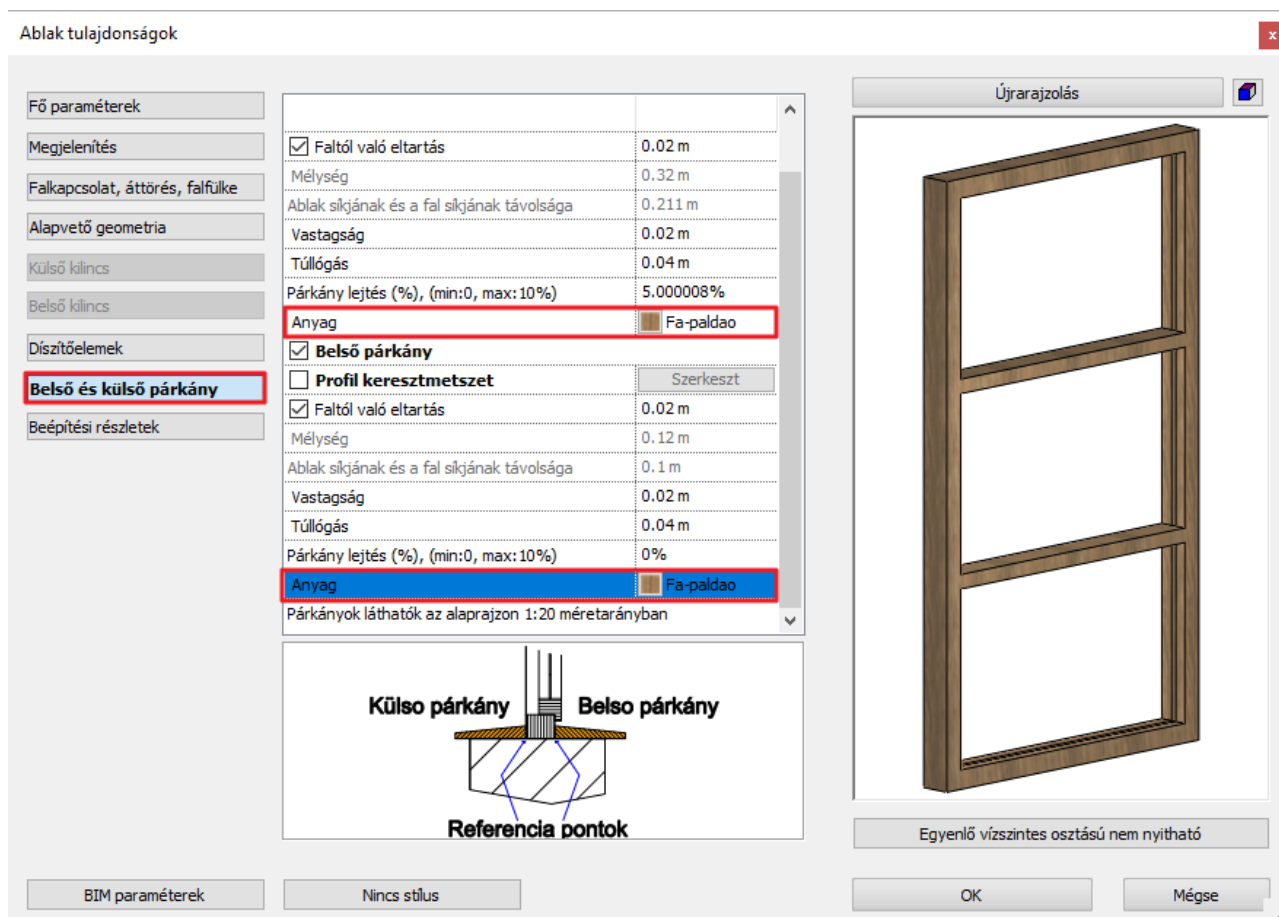 Ablak tulajdonságok
x
Fő paraméterek
Megjelenítés
Falkapcsolat, áttörés, falfülke
Alapvető geometria
Külső kilincs
Belső kilincs
Díszítőelemek
Belső és külső párkány
Beépítési részletek
Faltól való eltartás 0.02 m
Mélység 0.32 m
Ablak síkjának és a fal síkjának távolsága 0.211 m
Vastagság 0.02 m
Túllógás 0.04 m
Párkány lejtés (%), (min:0, max:10%) 5.000008%
Anyag Fa-paldao
Belső párkány
Profil keresztmetszet Szerkeszt
Faltól való eltartás 0.02 m
Mélység 0.12 m
Ablak síkjának és a fal síkjának távolsága 0.1 m
Vastagság 0.02 m
Túllógás 0.04 m
Párkány lejtés (%), (min:0, max:10%) 0%
Anyag Fa-paldao
Párkányok láthatók az alaprajzon 1:20 méretarányban
Külso párkány Belso párkány
Referencia pontok
Újrarajzolás
Egyenlő vízszintes osztású nem nyitható
BIM paraméterek Nincs stílus OK Mégse